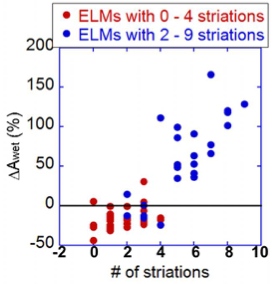 ELMs with 0 - 4 striations
ELMs with 2 - 9 striations
200
150
100
50
0
-50
-2 0 2 4 6 8 10
ΔAwet (%)
# of striations